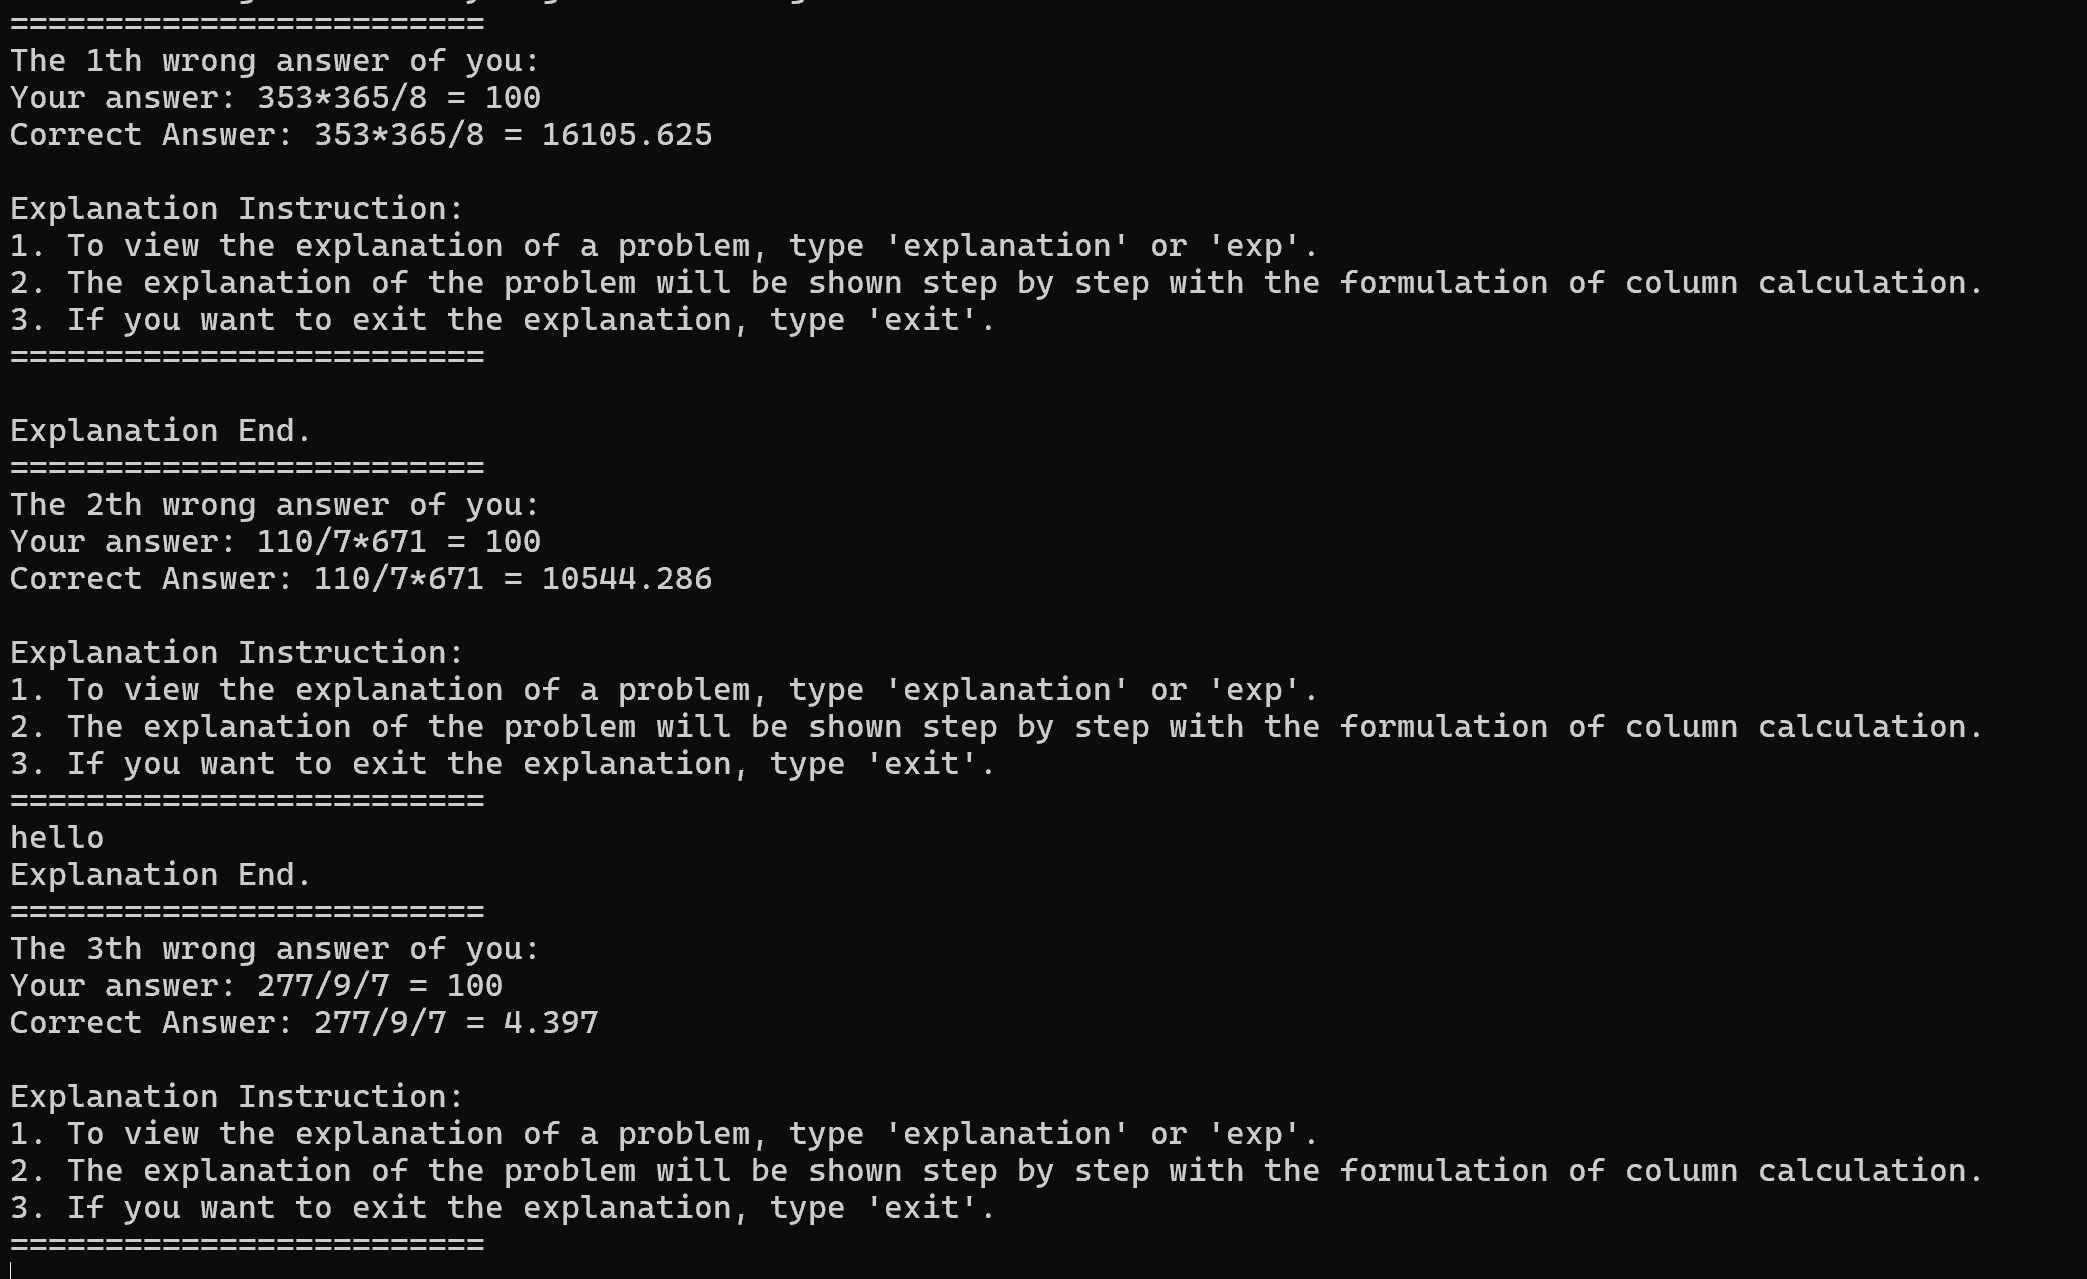 =========================
The 1th wrong answer of you:
Your answer: 353*365/8 = 100
Correct Answer: 353*365/8 = 16105.625
Explanation Instruction:
1. To view the explanation of a problem, type 'explanation' or 'exp'.
2. The explanation of the problem will be shown step by step with the formulation of column calculation.
3. If you want to exit the explanation, type 'exit'.
=========================
Explanation End.
=========================
The 2th wrong answer of you:
Your answer: 110/7*671 = 100
Correct Answer: 110/7*671 = 10544.286
Explanation Instruction:
1. To view the explanation of a problem, type 'explanation' or 'exp'.
2. The explanation of the problem will be shown step by step with the formulation of column calculation.
3. If you want to exit the explanation, type 'exit'.
=========================
hello
Explanation End.
=========================
The 3th wrong answer of you:
Your answer: 277/9/7 = 100
Correct Answer: 277/9/7 = 4.397
Explanation Instruction:
1. To view the explanation of a problem, type 'explanation' or 'exp'.
2. The explanation of the problem will be shown step by step with the formulation of column calculation.
3. If you want to exit the explanation, type 'exit'.
=========================